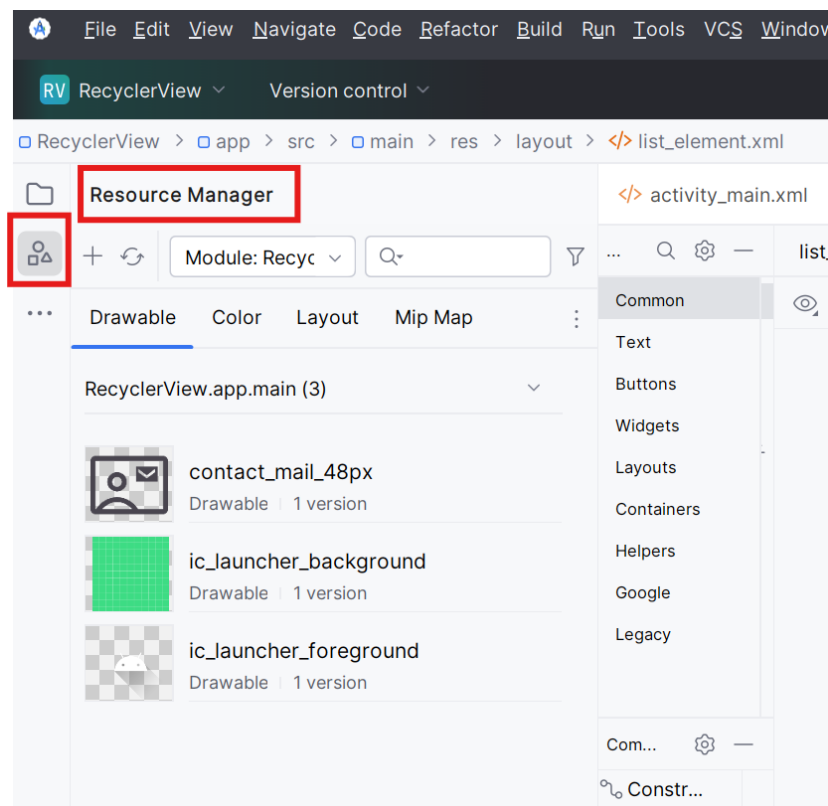 File Edit View Navigate Code Refactor Build Run Tools VCS Window
RV RecyclerView Version control
RecyclerView > app > src > main > res > layout > </> list_element.xml
Resource Manager
</> activity_main.xml
Module: Recyc
...
list_
Drawable Color Layout Mip Map
RecyclerView.app.main (3)
contact_mail_48px
Drawable | 1 version
ic_launcher_background
Drawable | 1 version
ic_launcher_foreground
Drawable | 1 version
Common
Text
Buttons
Widgets
Layouts
Containers
Helpers
Google
Legacy
Com...
Constr...